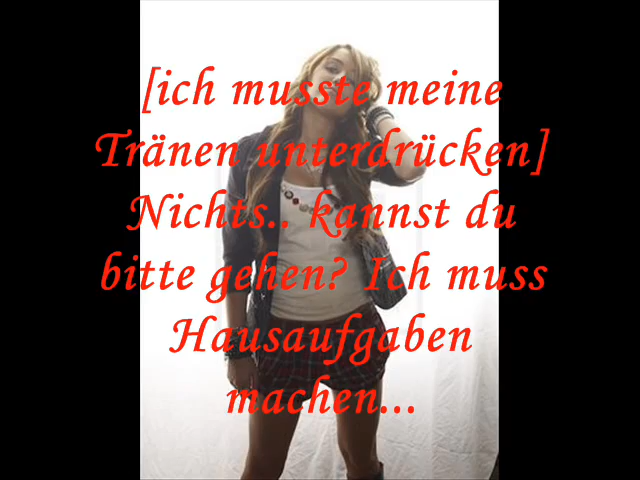 [ich musste meine
Tränen unterdrücken]
Nichts.. kannst du
bitte gehen? Ich muss
Hausaufgaben
machen...